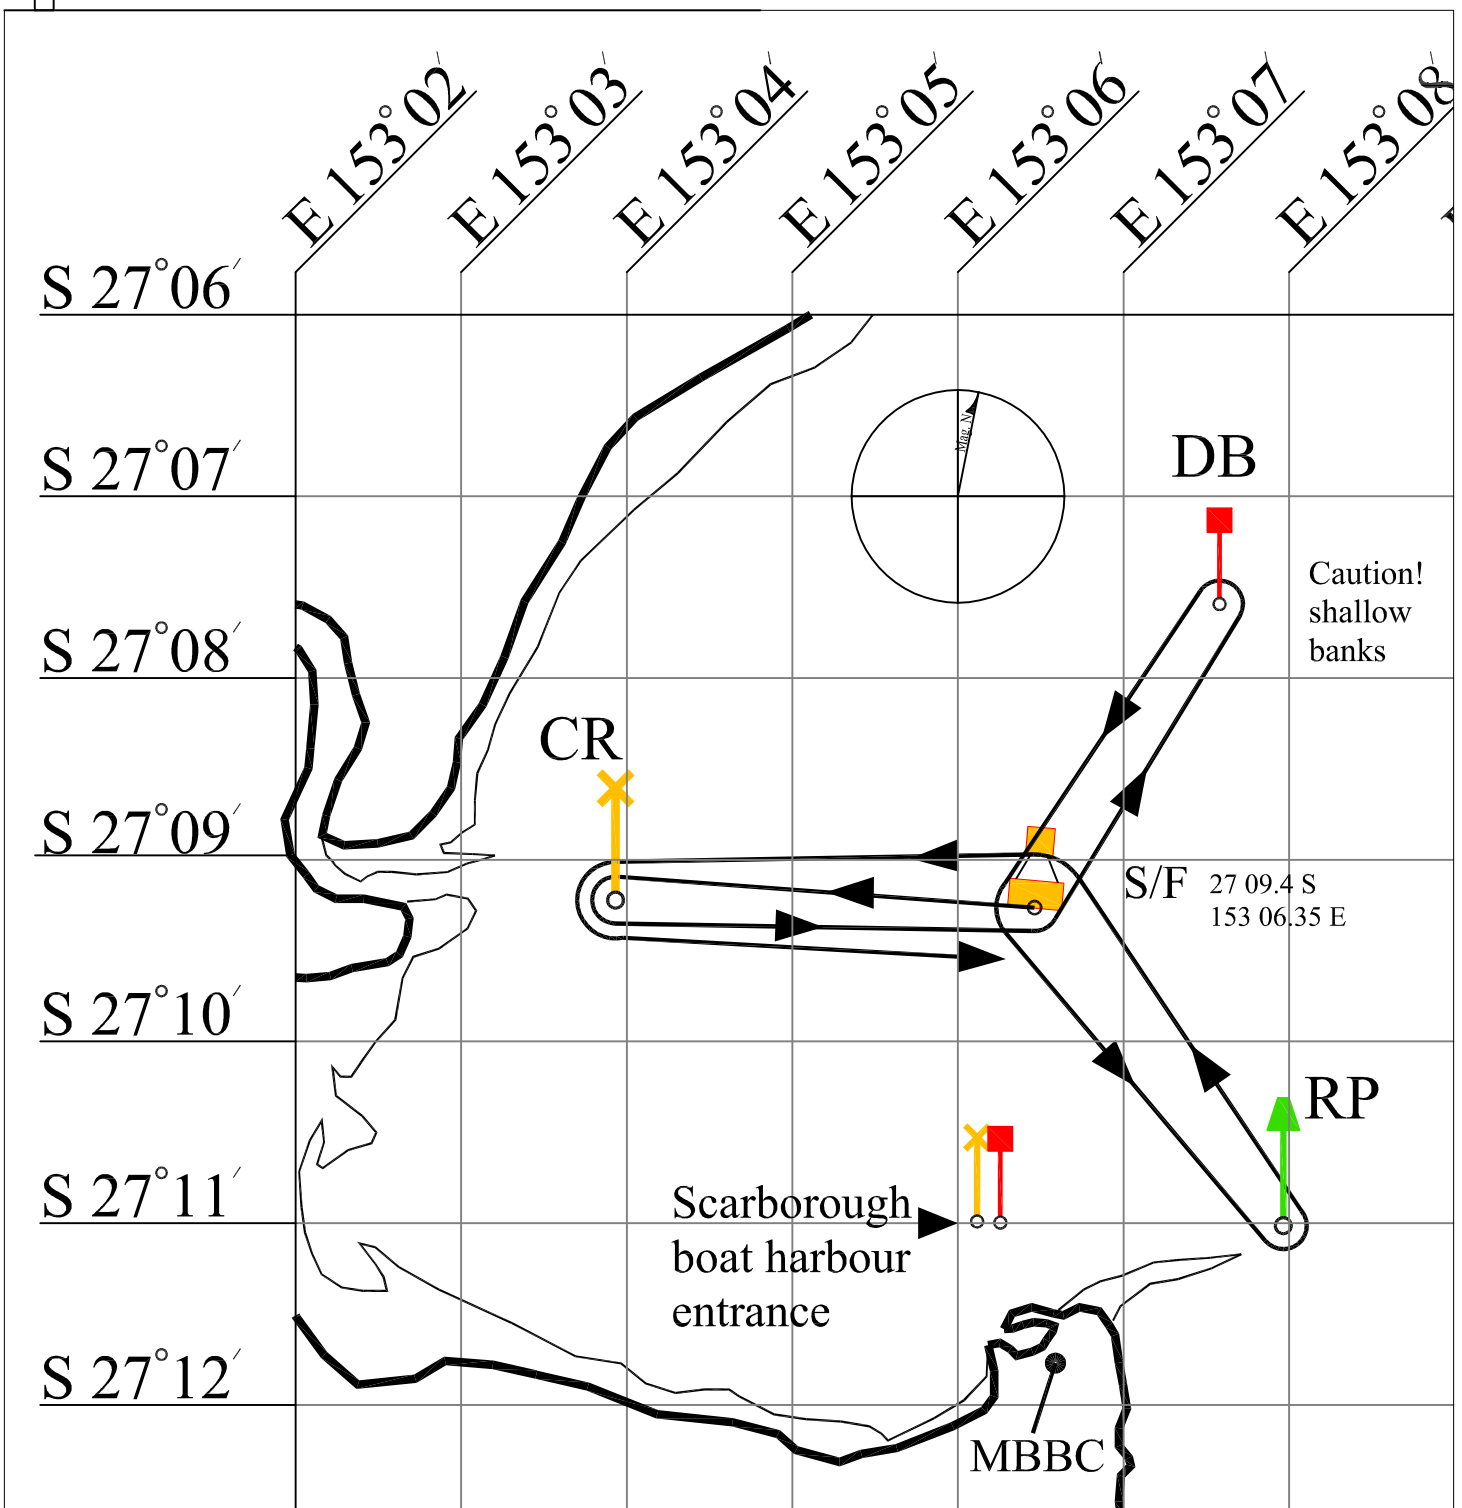 E 153°02′
E 153°03′
E 153°04′
E 153°05′
E 153°06′
E 153°07′
E 153°08′
S 27°06′
Mag. N
S 27°07′
DB
Caution!
shallow
banks
S 27°08′
CR
S 27°09′
S/F
27 09.4 S
153 06.35 E
S 27°10′
RP
S 27°11′
Scarborough
boat harbour
entrance
S 27°12′
MBBC